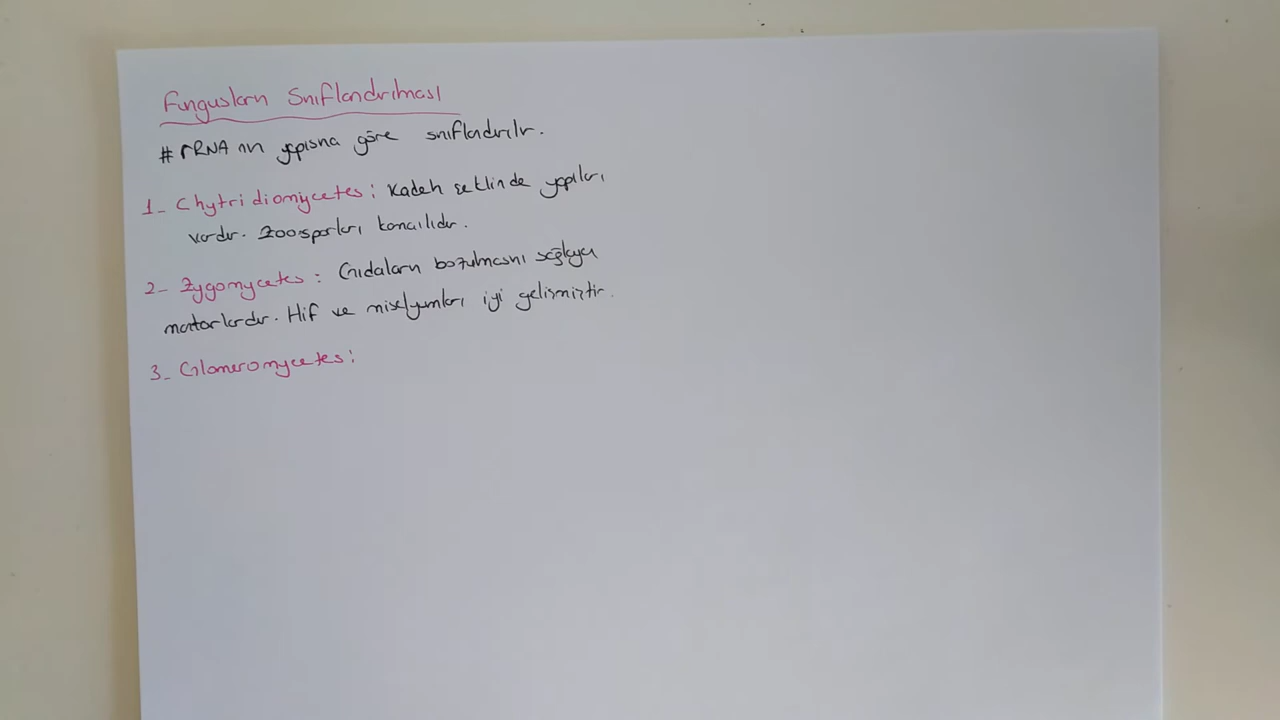 Fungusların Sınıflandırılması
# rRNA nın yapısına göre sınıflandırılır.
1- Chytridiomycetes: Kadeh şeklinde yapıları
vardır. Zoosporları kamçılıdır.
2- Zygomycetes: Gıdaların bozulmasını sağlayan
mantarlardır. Hif ve miselyumları iyi gelişmiştir.
3- Glomeromycetes: